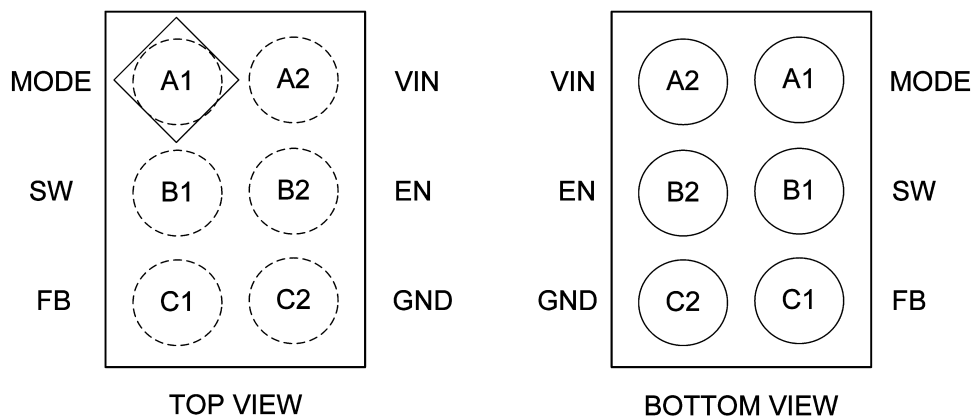 MODE A1 A2 VIN VIN A2 A1 MODE
SW B1 B2 EN EN B2 B1 SW
FB C1 C2 GND GND C2 C1 FB
TOP VIEW BOTTOM VIEW